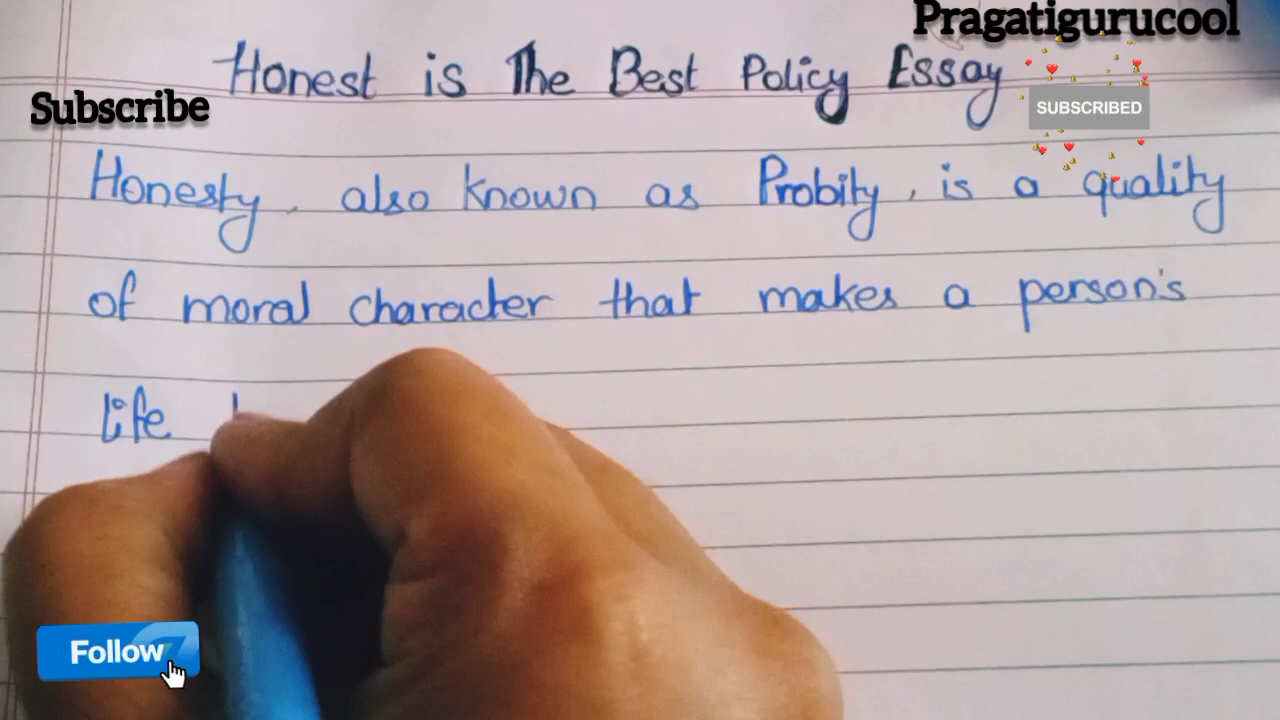 Pragatigurucool
Honest is The Best Policy Essay
Subscribe
SUBSCRIBED
Honesty, also known as Probity, is a quality
of moral character that makes a person's
life
Follow